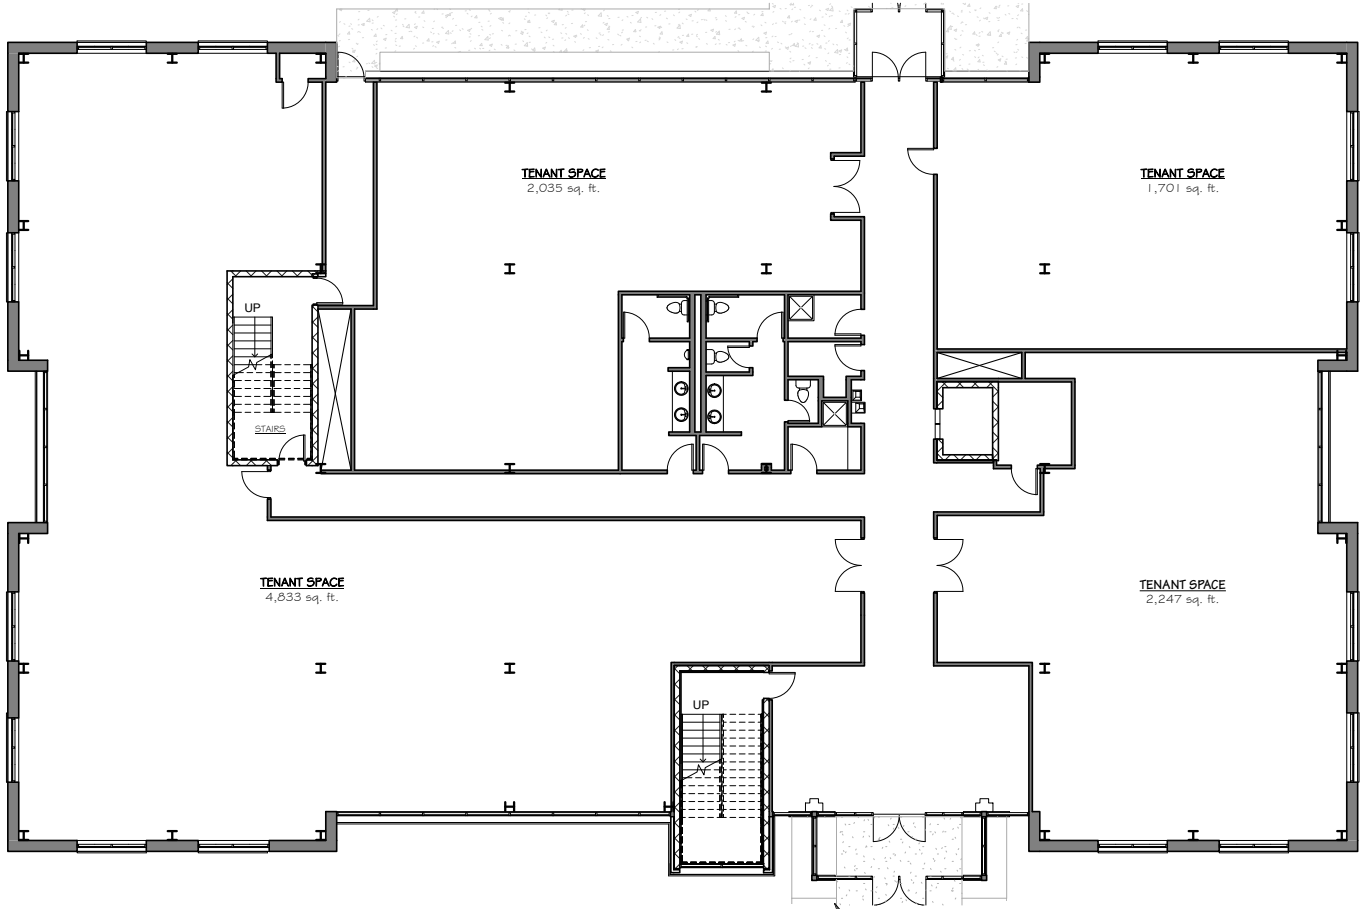 TENANT SPACE
2,035 sq. ft.
TENANT SPACE
1,701 sq. ft.
UP
STAIRS
TENANT SPACE
4,833 sq. ft.
TENANT SPACE
2,247 sq. ft.
UP